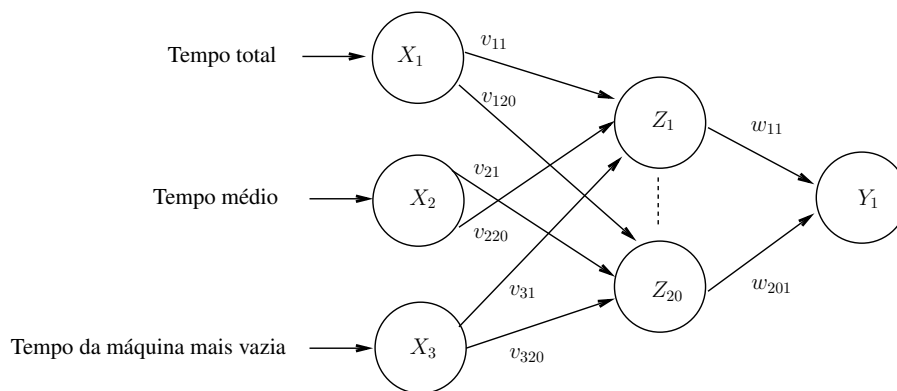 Tempo total
X₁
v₁₁
v₁₂₀
Z₁
w₁₁
Tempo médio
X₂
v₂₁
v₂₂₀
Y₁
Z₂₀
w₂₀₁
v₃₁
Tempo da máquina mais vazia
X₃
v₃₂₀